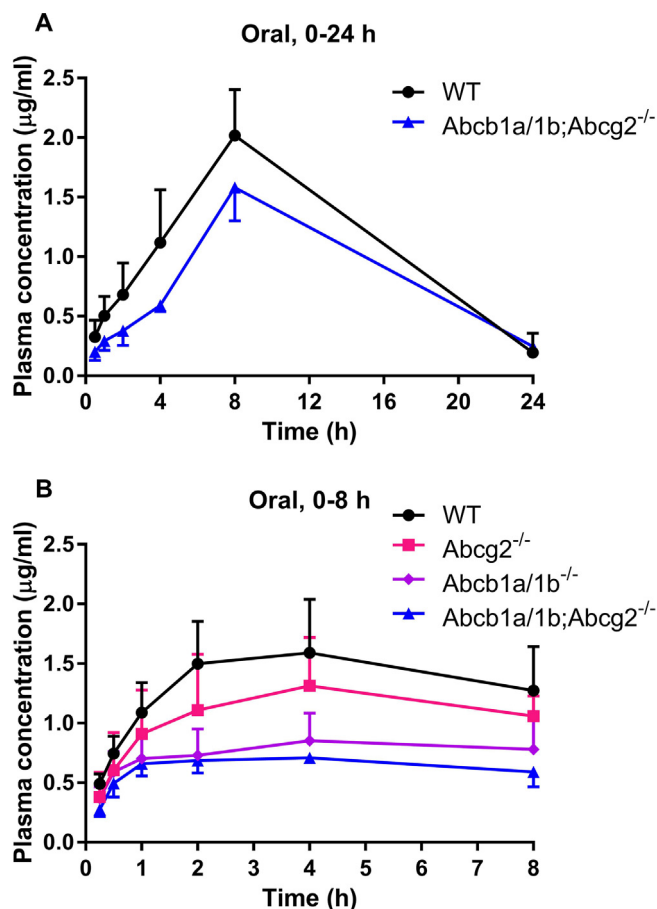 A
Oral, 0-24 h
Plasma concentration (μg/ml)
2.5
2.0
1.5
1.0
0.5
0.0
WT
Abcb1a/1b;Abcg2-/-
0 4 8 12 16 20 24
Time (h)
B
Oral, 0-8 h
Plasma concentration (μg/ml)
2.5
2.0
1.5
1.0
0.5
0.0
WT
Abcg2-/-
Abcb1a/1b-/-
Abcb1a/1b;Abcg2-/-
0 1 2 3 4 5 6 7 8
Time (h)